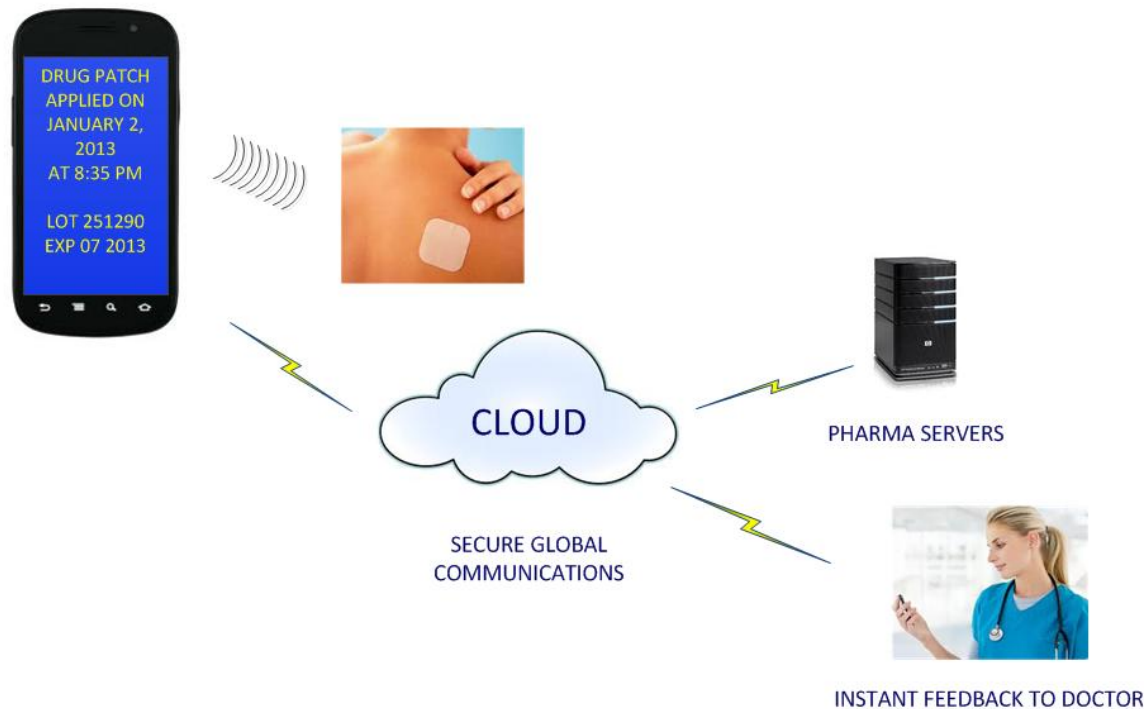 DRUG PATCH
APPLIED ON
JANUARY 2,
2013
AT 8:35 PM
LOT 251290
EXP 07 2013
CLOUD
PHARMA SERVERS
SECURE GLOBAL
COMMUNICATIONS
INSTANT FEEDBACK TO DOCTOR